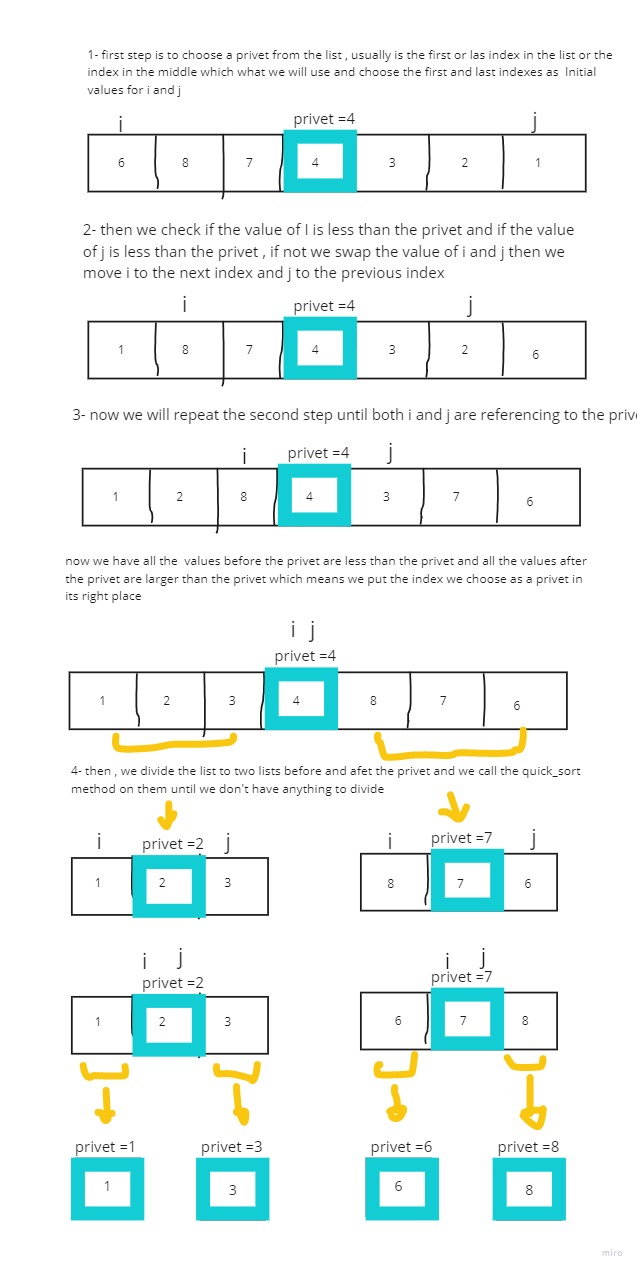 1- first step is to choose a privet from the list , usually is the first or las index in the list or the
index in the middle which what we will use and choose the first and last indexes as Initial
values for i and j
i privet =4 j
6 8 7 4 3 2 1
2- then we check if the value of I is less than the privet and if the value
of j is less than the privet , if not we swap the value of i and j then we
move i to the next index and j to the previous index
i privet =4 j
1 8 7 4 3 2 6
3- now we will repeat the second step until both i and j are referencing to the prive
i privet =4 j
1 2 8 4 3 7 6
now we have all the values before the privet are less than the privet and all the values after
the privet are larger than the privet which means we put the index we choose as a privet in
its right place
i j
privet =4
1 2 3 4 8 7 6
4- then , we divide the list to two lists before and afet the privet and we call the quick_sort
method on them until we don't have anything to divide
i privet =2 j i privet =7 j
1 2 3 8 7 6
i j i j
privet =2 privet =7
1 2 3 6 7 8
privet =1 privet =3 privet =6 privet =8
1 3 6 8
miro